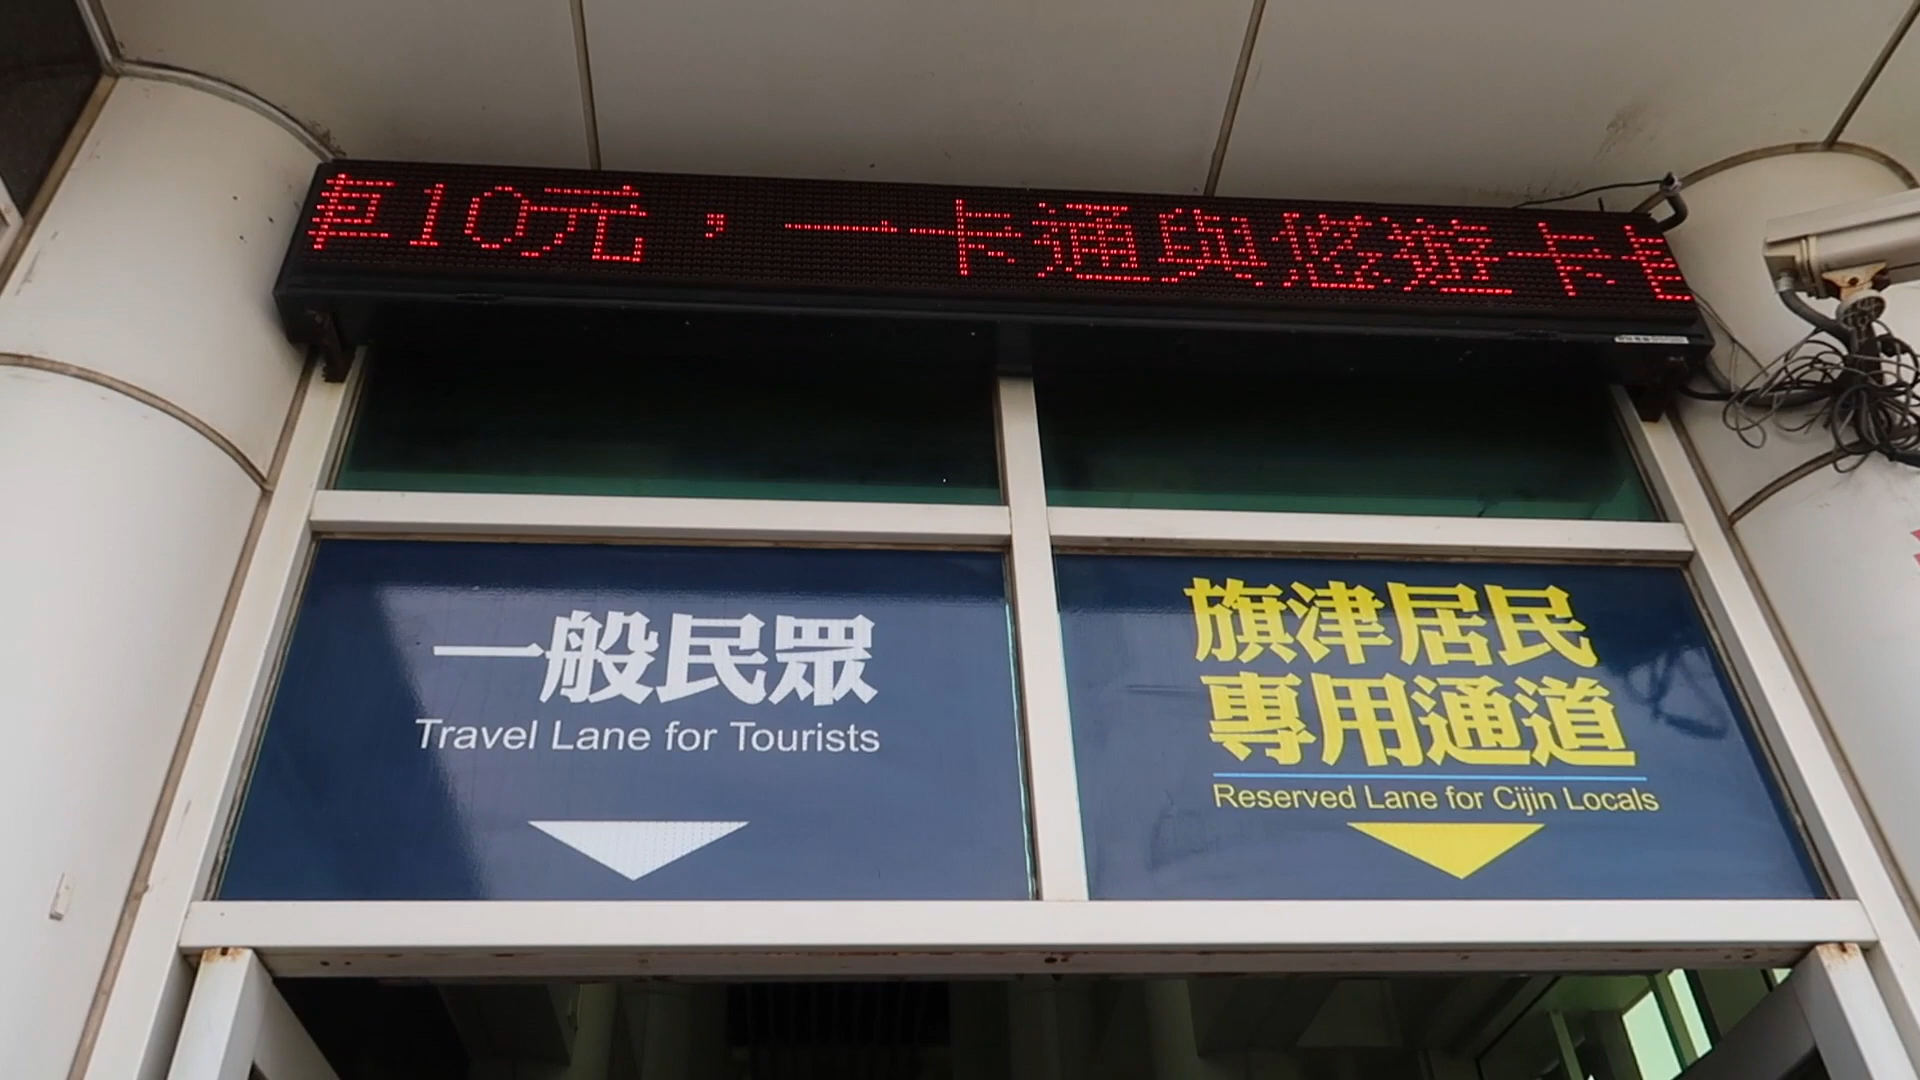 10元，一卡通與悠遊卡
一般民眾
Travel Lane for Tourists
旗津居民
專用通道
Reserved Lane for Cijin Locals